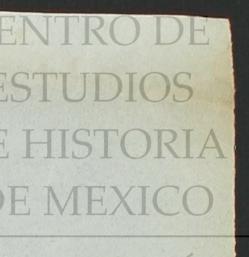 ENTRO DE
ESTUDIOS
E HISTORIA
DE MEXICO